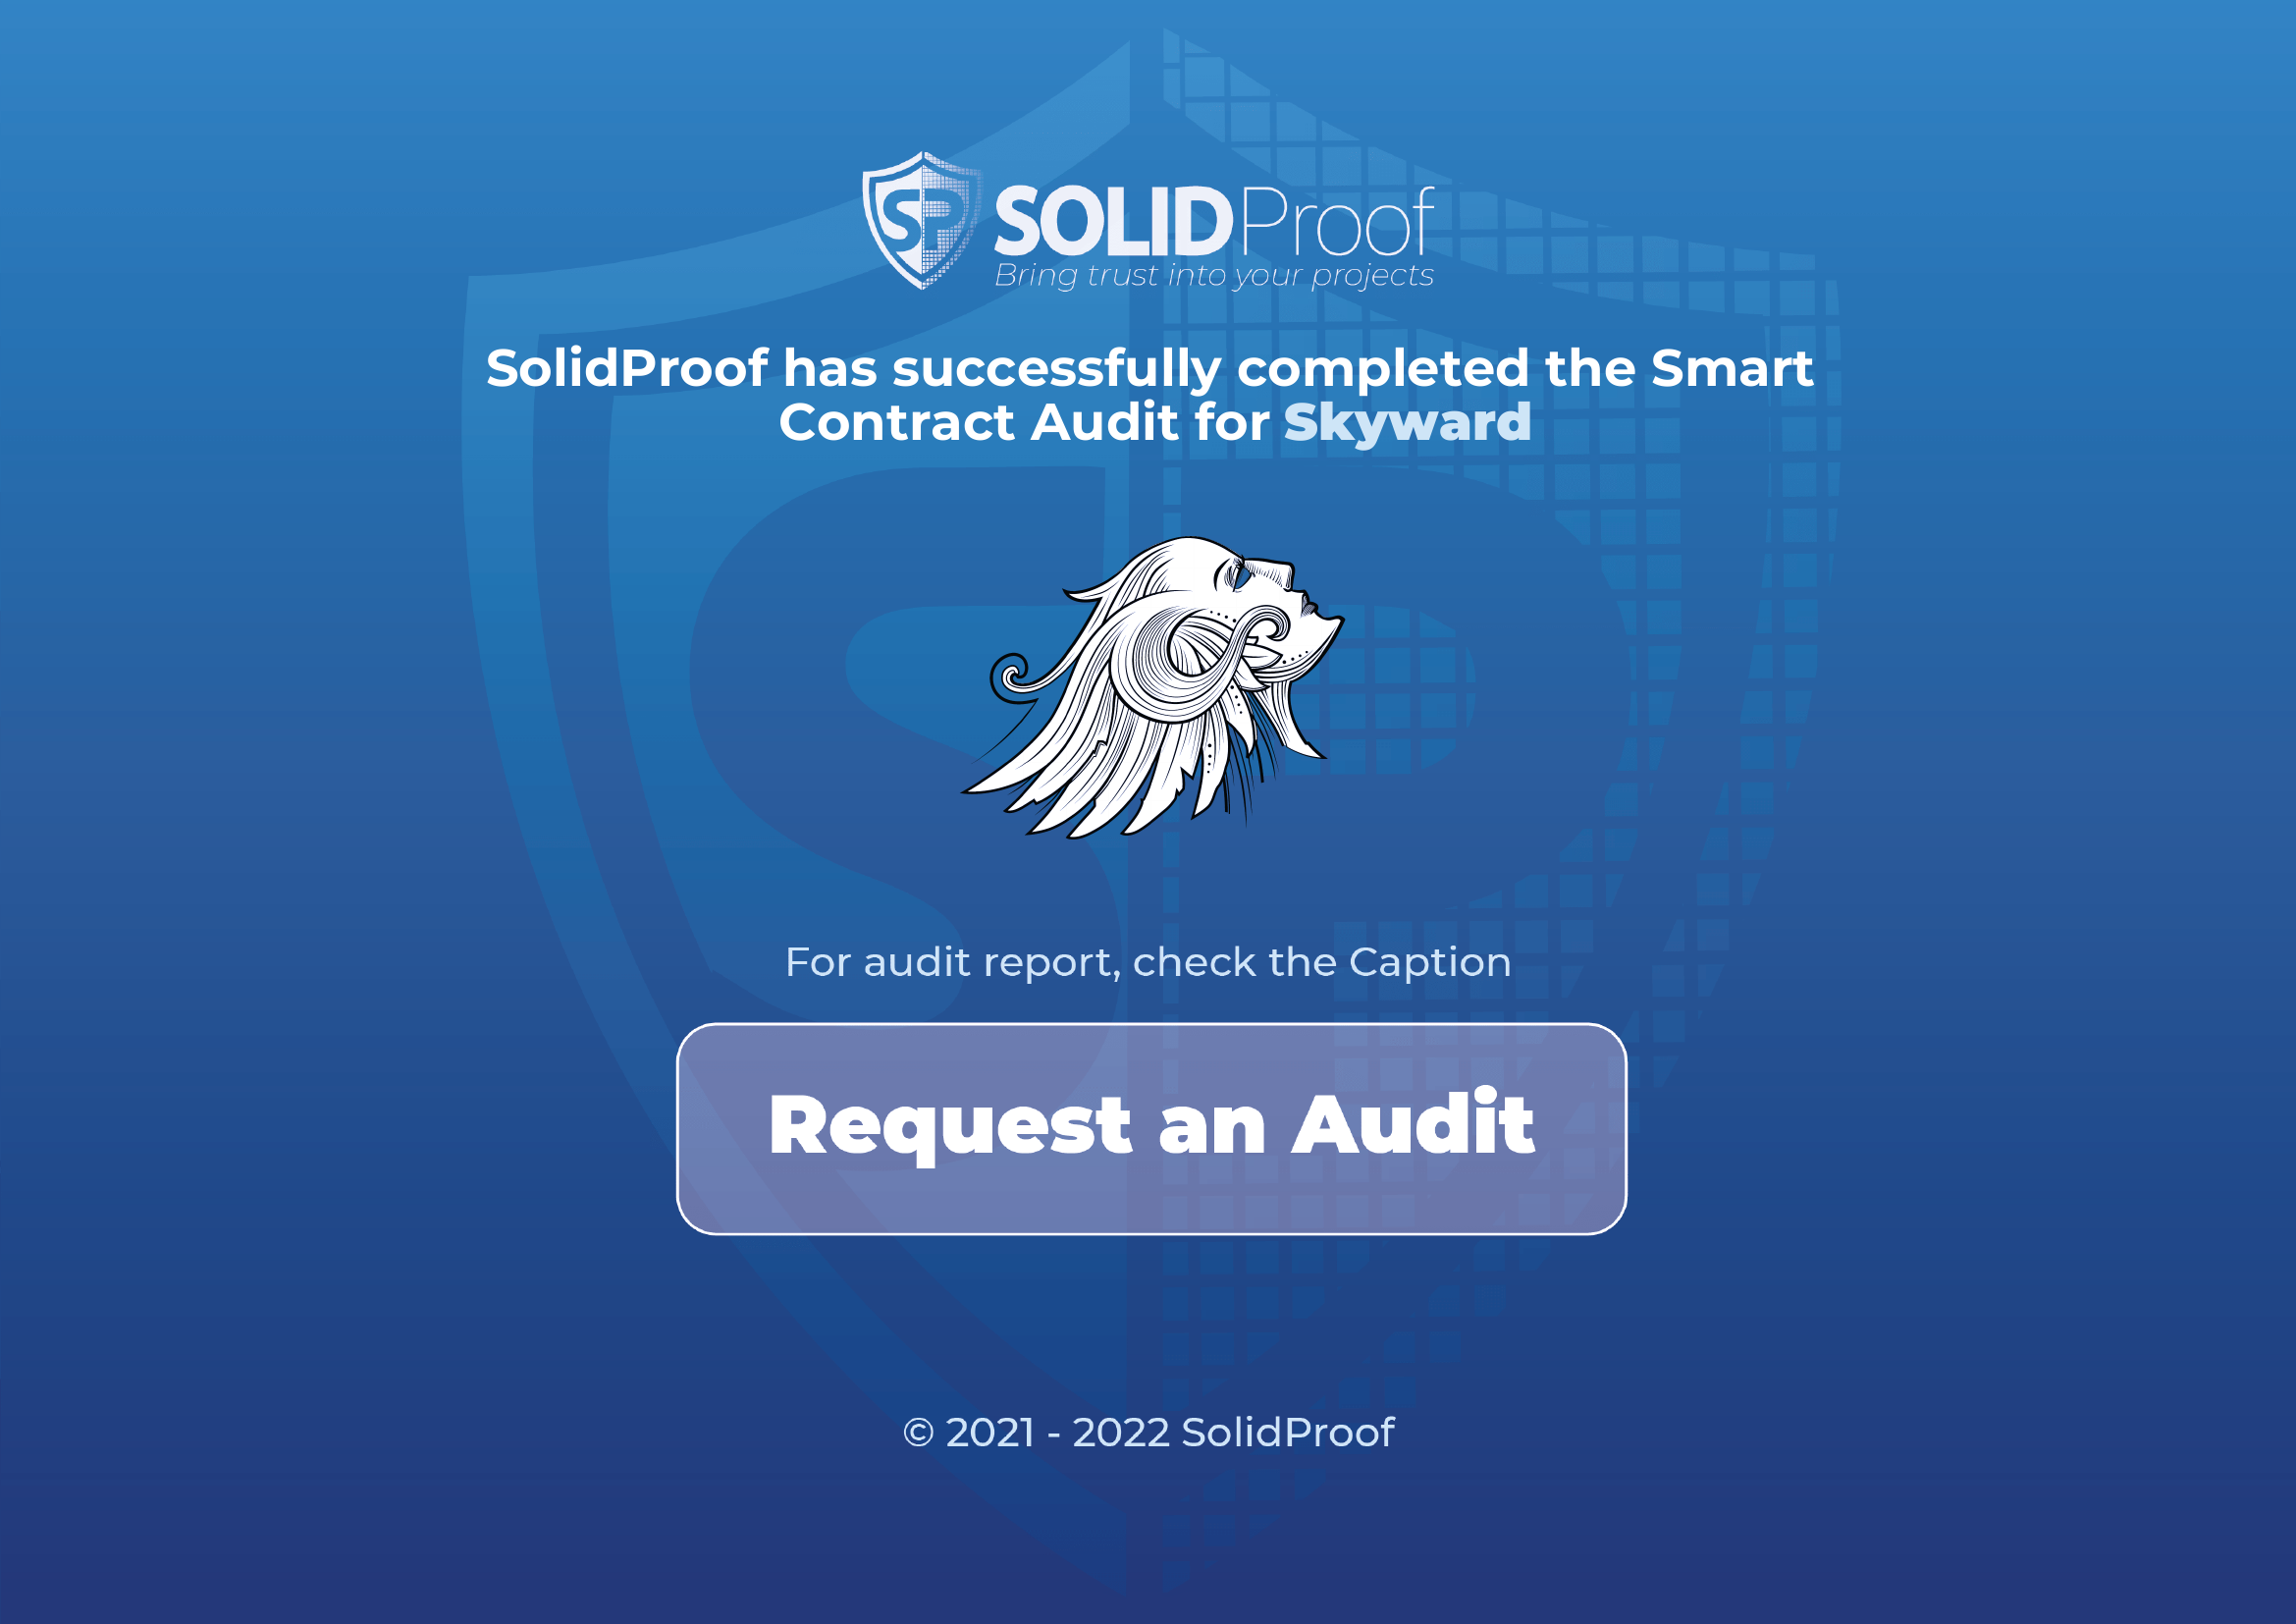 SP SOLIDProof
Bring trust into your projects
SolidProof has successfully completed the Smart
Contract Audit for Skyward
For audit report, check the Caption
Request an Audit
© 2021 - 2022 SolidProof